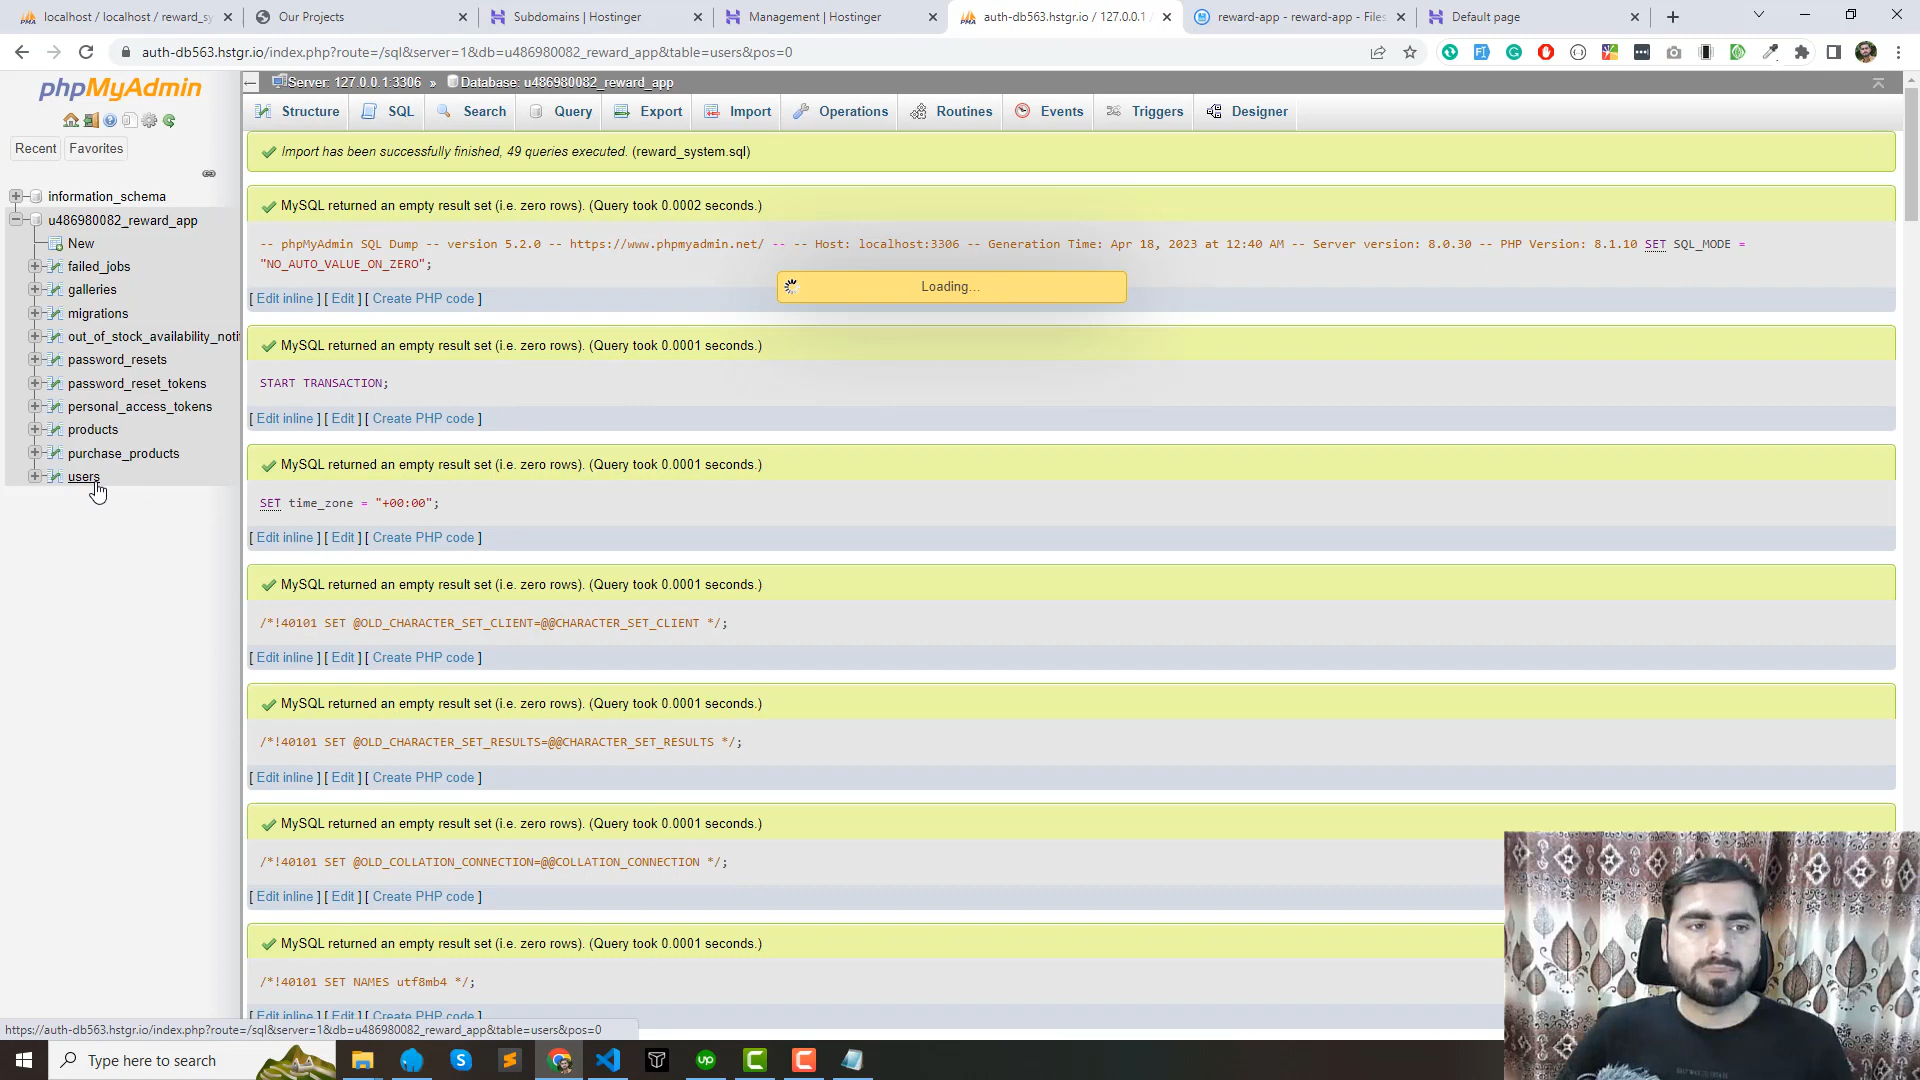 localhost / localhost / reward_sy
Our Projects
Subdomains | Hostinger
Management | Hostinger
auth-db563.hstgr.io / 127.0.0.1
reward-app - reward-app - Files
Default page
auth-db563.hstgr.io/index.php?route=/sql&server=1&db=u486980082_reward_app&table=users&pos=0
phpMyAdmin
Recent
Favorites
information_schema
u486980082_reward_app
New
failed_jobs
galleries
migrations
out_of_stock_availability_noti
password_resets
password_reset_tokens
personal_access_tokens
products
purchase_products
users
Server: 127.0.0.1:3306 » Database: u486980082_reward_app
Structure SQL Search Query Export Import Operations Routines Events Triggers Designer
Import has been successfully finished, 49 queries executed. (reward_system.sql)
MySQL returned an empty result set (i.e. zero rows). (Query took 0.0002 seconds.)
-- phpMyAdmin SQL Dump -- version 5.2.0 -- https://www.phpmyadmin.net/ -- -- Host: localhost:3306 -- Generation Time: Apr 18, 2023 at 12:40 AM -- Server version: 8.0.30 -- PHP Version: 8.1.10 SET SQL_MODE =
"NO_AUTO_VALUE_ON_ZERO";
Loading...
[ Edit inline ] [ Edit ] [ Create PHP code ]
MySQL returned an empty result set (i.e. zero rows). (Query took 0.0001 seconds.)
START TRANSACTION;
[ Edit inline ] [ Edit ] [ Create PHP code ]
MySQL returned an empty result set (i.e. zero rows). (Query took 0.0001 seconds.)
SET time_zone = "+00:00";
[ Edit inline ] [ Edit ] [ Create PHP code ]
MySQL returned an empty result set (i.e. zero rows). (Query took 0.0001 seconds.)
/*!40101 SET @OLD_CHARACTER_SET_CLIENT=@@CHARACTER_SET_CLIENT */;
[ Edit inline ] [ Edit ] [ Create PHP code ]
MySQL returned an empty result set (i.e. zero rows). (Query took 0.0001 seconds.)
/*!40101 SET @OLD_CHARACTER_SET_RESULTS=@@CHARACTER_SET_RESULTS */;
[ Edit inline ] [ Edit ] [ Create PHP code ]
MySQL returned an empty result set (i.e. zero rows). (Query took 0.0001 seconds.)
/*!40101 SET @OLD_COLLATION_CONNECTION=@@COLLATION_CONNECTION */;
[ Edit inline ] [ Edit ] [ Create PHP code ]
MySQL returned an empty result set (i.e. zero rows). (Query took 0.0001 seconds.)
/*!40101 SET NAMES utf8mb4 */;
[ Edit inline ] [ Edit ] [ Create PHP code ]
https://auth-db563.hstgr.io/index.php?route=/sql&server=1&db=u486980082_reward_app&table=users&pos=0
Type here to search